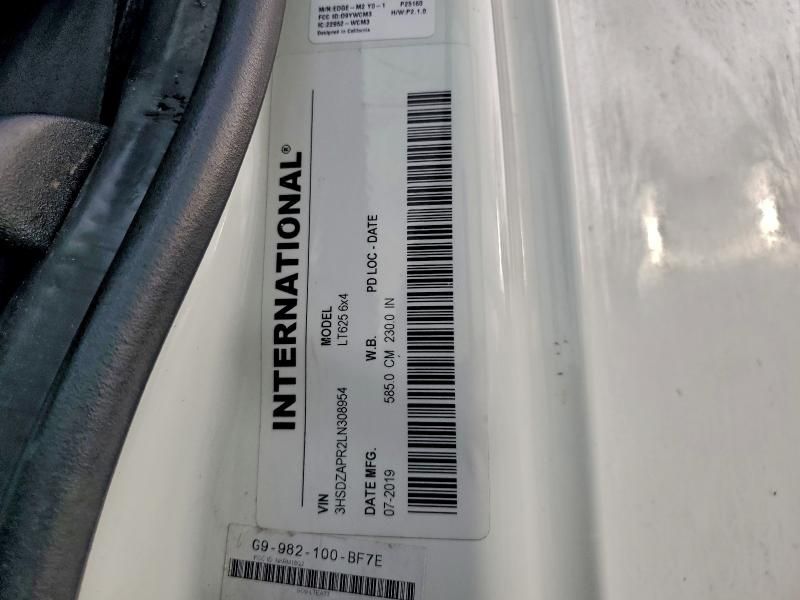 M/N:EDGE-M2 Y0-1 P25160
FCC ID:O9YWCM3 H/W:P2.1.0
IC:22952-WCM3
Designed in California
INTERNATIONAL®
VIN MODEL
3HSDZAPR2LN308954 LT625 6x4
DATE MFG. W.B. PD LOC - DATE
07-2019 585.0 CM 230.0 IN
G9-982-100-BF7E